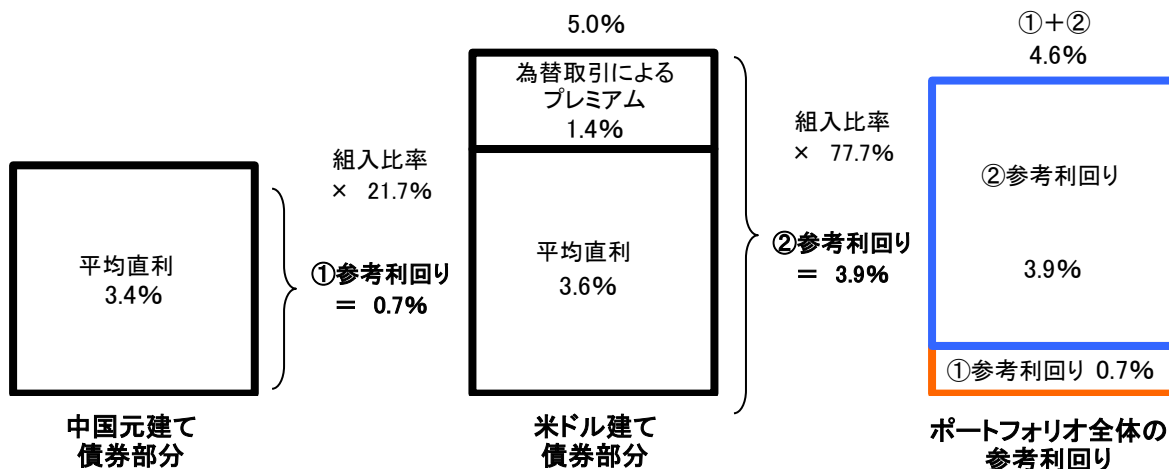 平均直利
3.4%
中国元建て
債券部分
組入比率
× 21.7%
①参考利回り
= 0.7%
5.0%
為替取引による
プレミアム
1.4%
平均直利
3.6%
米ドル建て
債券部分
組入比率
× 77.7%
②参考利回り
= 3.9%
①+②
4.6%
②参考利回り
3.9%
①参考利回り 0.7%
ポートフォリオ全体の
参考利回り